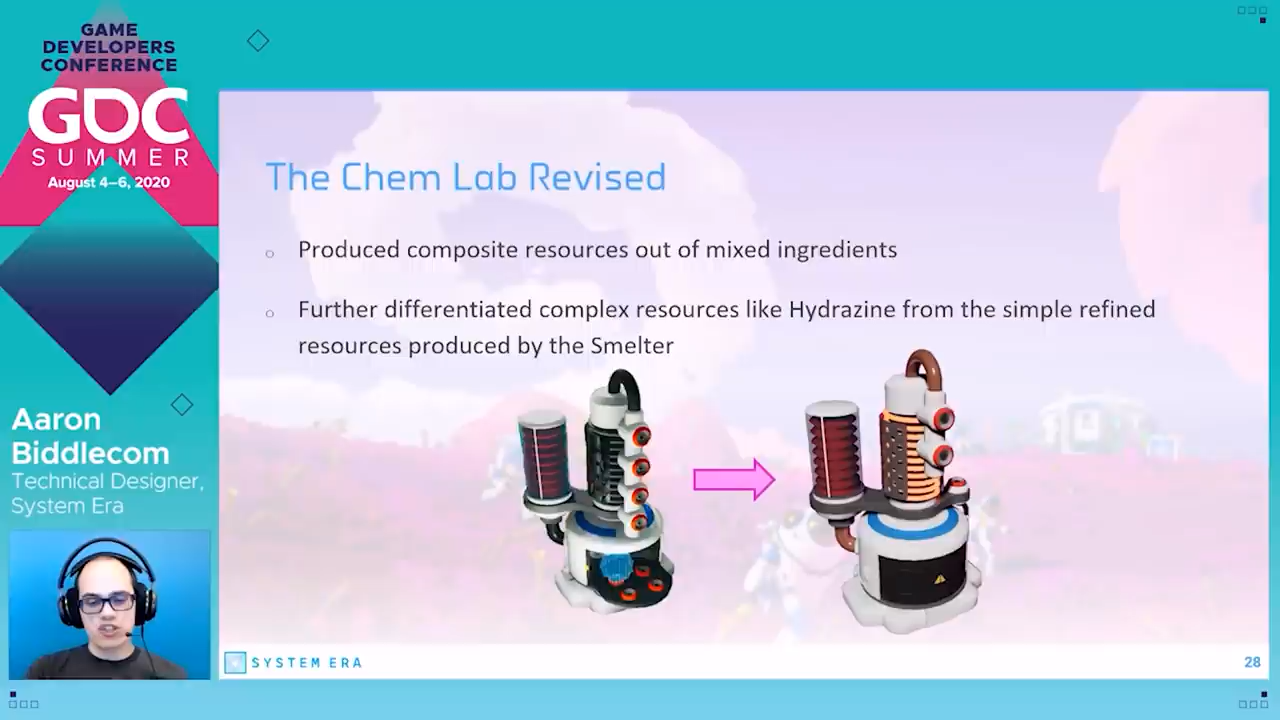 GAME
DEVELOPERS
CONFERENCE
GDC
SUMMER
August 4–6, 2020
Aaron
Biddlecom
Technical Designer,
System Era
The Chem Lab Revised
Produced composite resources out of mixed ingredients
Further differentiated complex resources like Hydrazine from the simple refined
resources produced by the Smelter
SYSTEM ERA
28